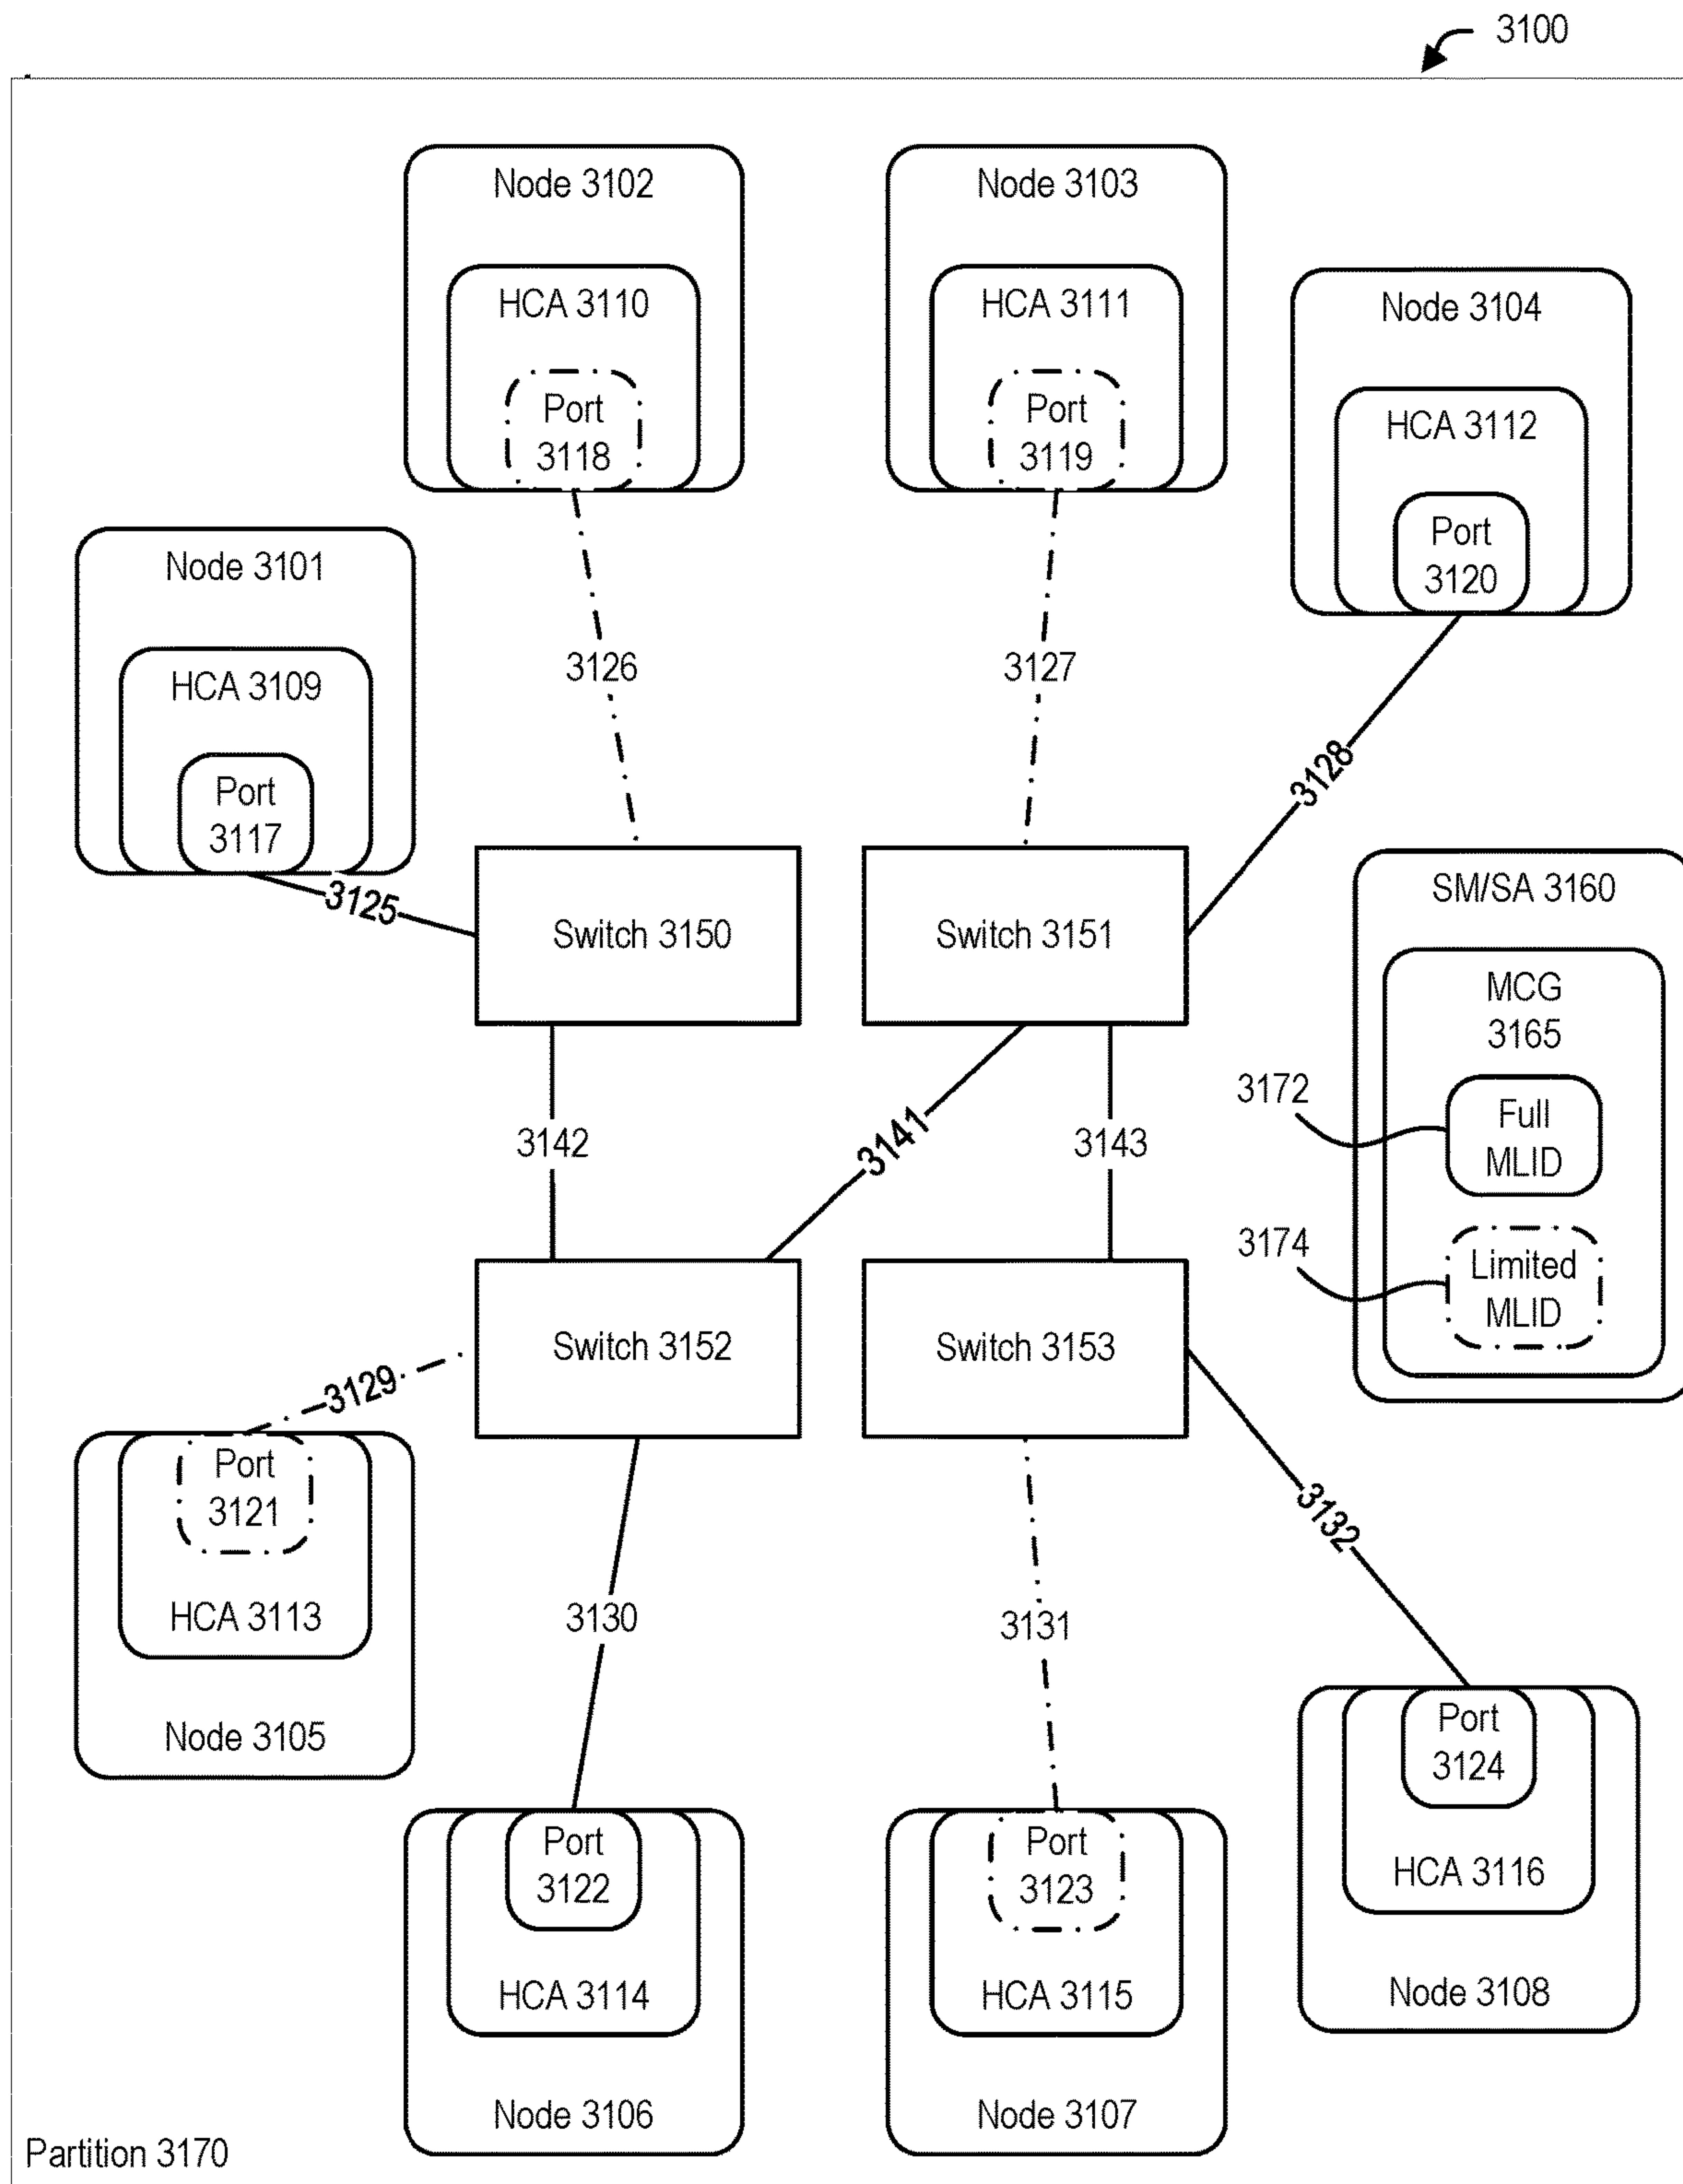 3100
Node 3102
HCA 3110
Port
3118
Node 3103
HCA 3111
Port
3119
Node 3104
HCA 3112
Port
3120
Node 3101
HCA 3109
Port
3117
3126
3127
3128
3125
Switch 3150
Switch 3151
SM/SA 3160
MCG
3165
3172
Full
MLID
3174
Limited
MLID
3142
3141
3143
Switch 3152
Switch 3153
3129
Port
3121
HCA 3113
Node 3105
3130
3131
3132
Port
3122
HCA 3114
Node 3106
Port
3123
HCA 3115
Node 3107
Port
3124
HCA 3116
Node 3108
Partition 3170